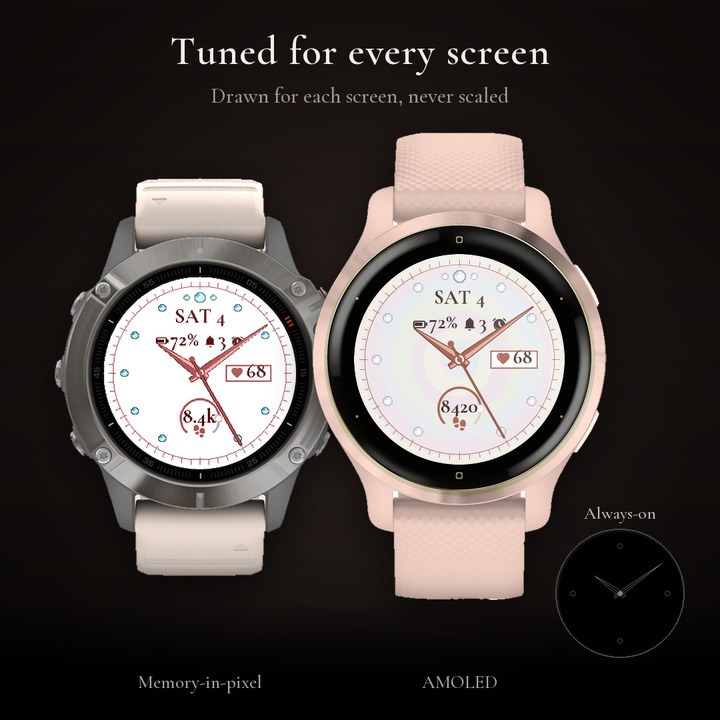 Tuned for every screen
Drawn for each screen, never scaled
SAT 4
72% 3
68
8.4k
SAT 4
72% 3
68
8420
Always-on
Memory-in-pixel
AMOLED